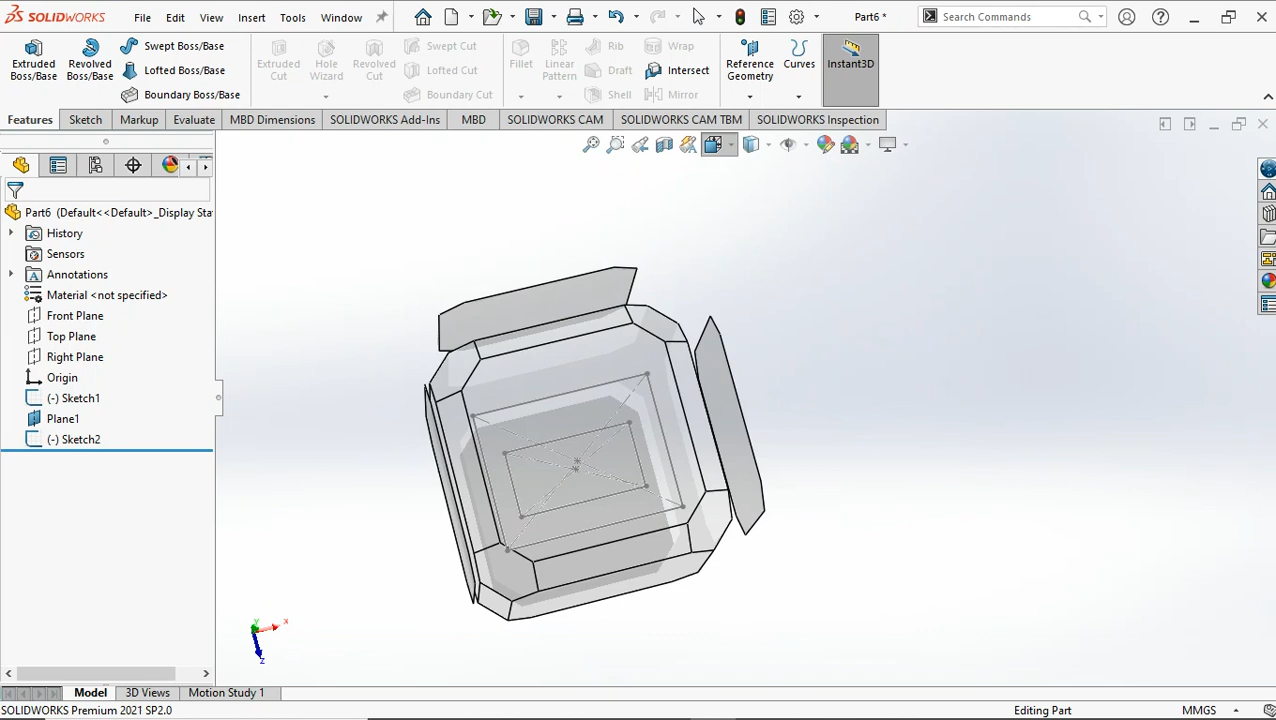 SOLIDWORKS File Edit View Insert Tools Window Part6 * Search Commands
Extruded Boss/Base
Revolved Boss/Base
Swept Boss/Base
Lofted Boss/Base
Boundary Boss/Base
Extruded Cut
Hole Wizard
Revolved Cut
Swept Cut
Lofted Cut
Boundary Cut
Fillet
Linear Pattern
Rib
Draft
Shell
Wrap
Intersect
Mirror
Reference Geometry
Curves
Instant3D
Features Sketch Markup Evaluate MBD Dimensions SOLIDWORKS Add-Ins MBD SOLIDWORKS CAM SOLIDWORKS CAM TBM SOLIDWORKS Inspection
Part6 (Default<<Default>_Display Sta
History
Sensors
Annotations
Material <not specified>
Front Plane
Top Plane
Right Plane
Origin
(-) Sketch1
Plane1
(-) Sketch2
Y
X
Z
Model 3D Views Motion Study 1
SOLIDWORKS Premium 2021 SP2.0 Editing Part MMGS